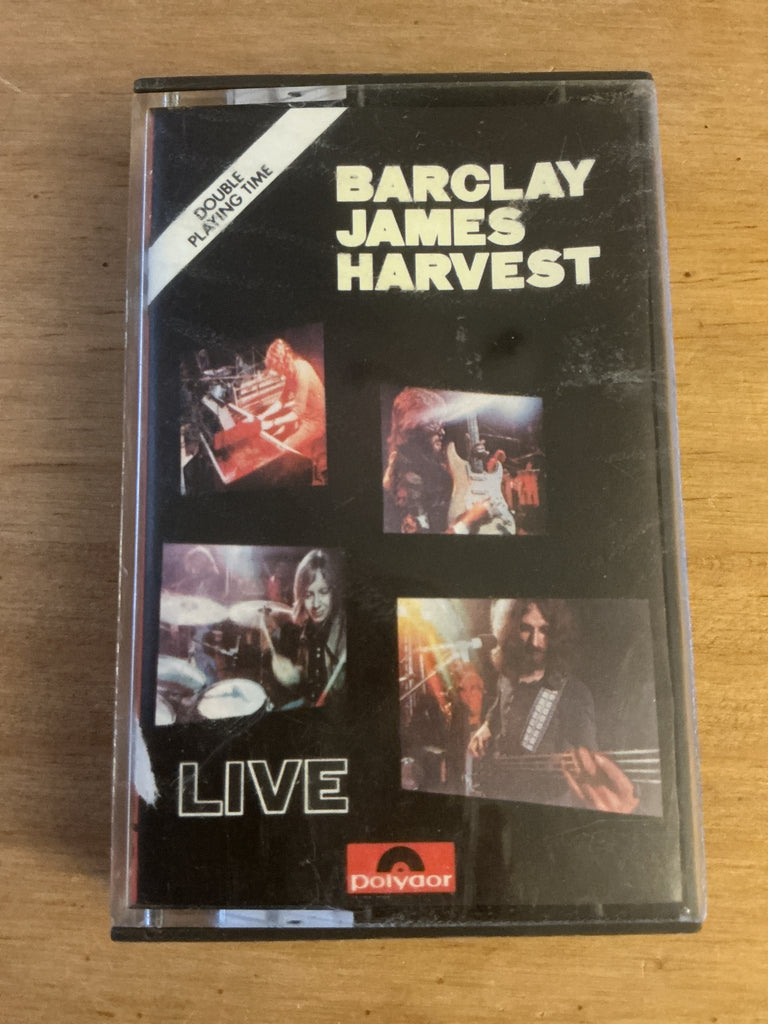 DOUBLE
PLAYING TIME
BARCLAY
JAMES
HARVEST
LIVE
polydor